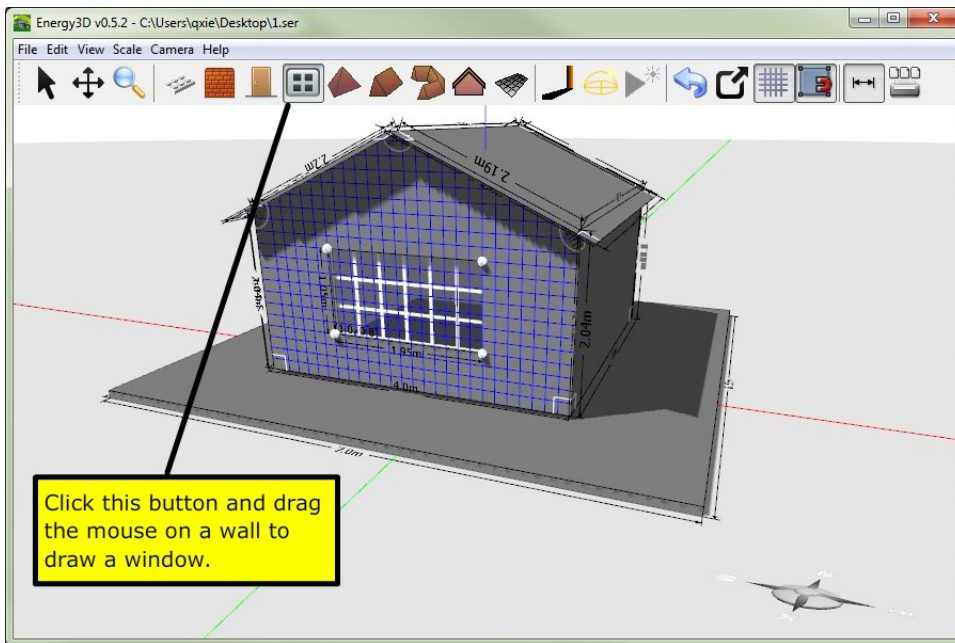 Energy3D v0.5.2 - C:\Users\qxie\Desktop\1.ser
File Edit View Scale Camera Help
2.2m
2.19m
2.04m
1.95m
4.0m
2.0m
Click this button and drag
the mouse on a wall to
draw a window.